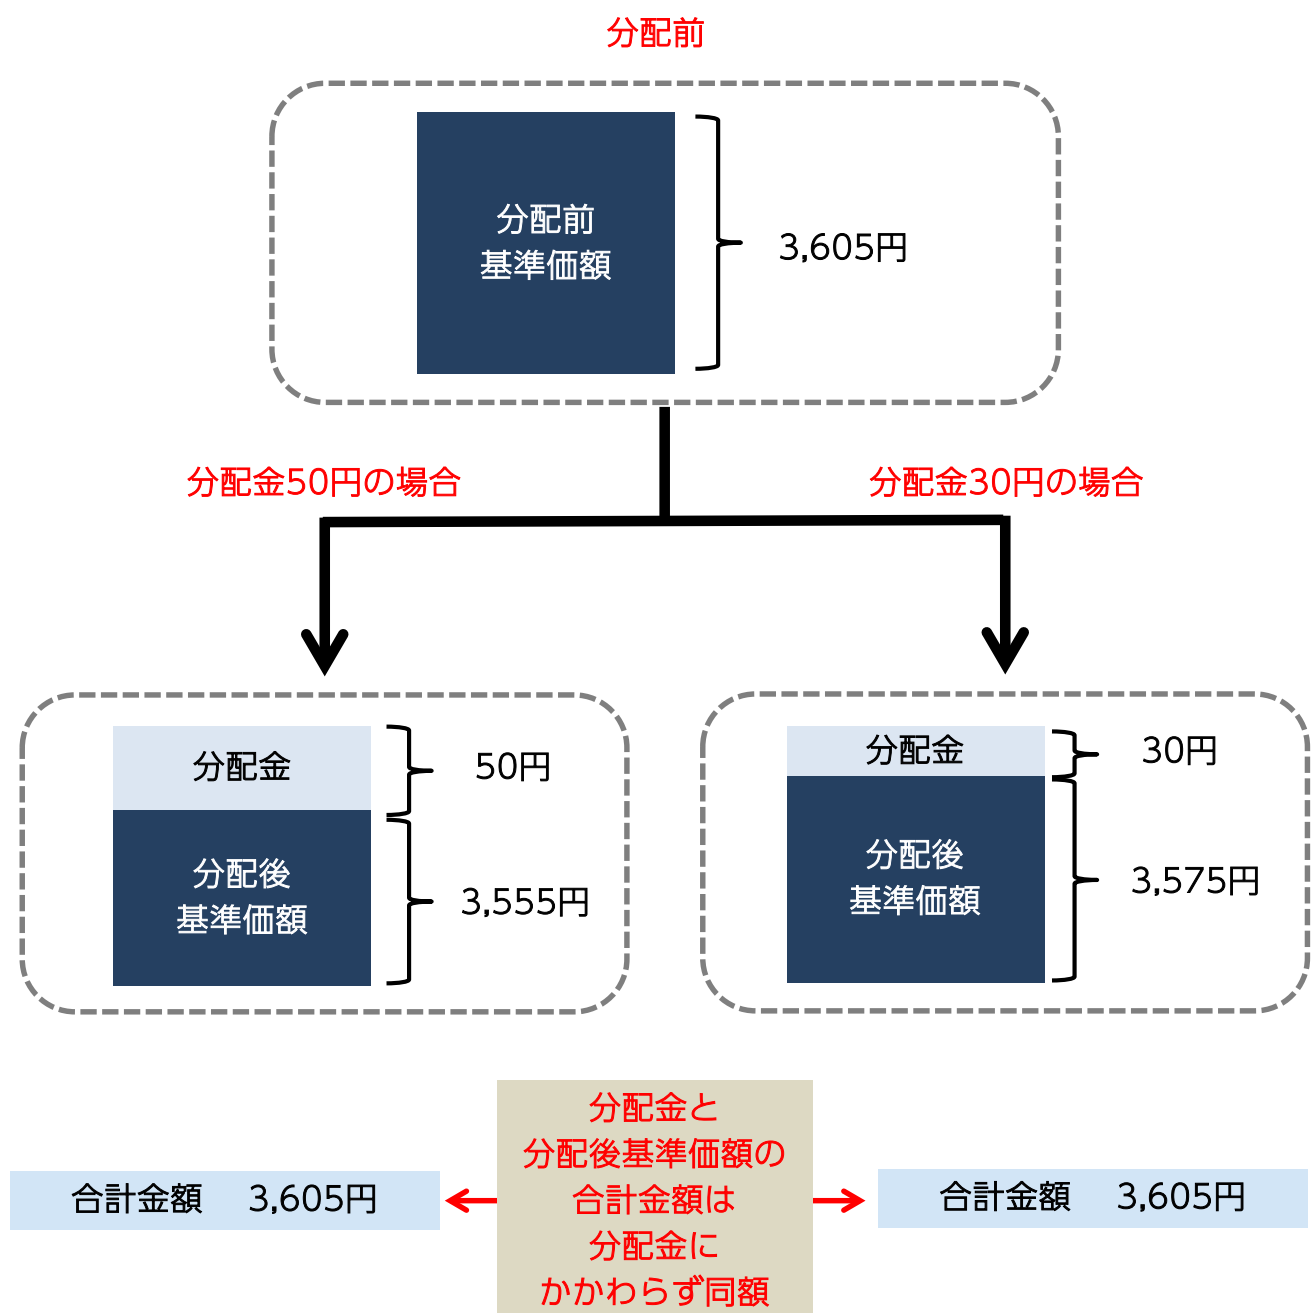 分配前
分配前
基準価額
3,605円
分配金50円の場合
分配金30円の場合
分配金
50円
分配後
基準価額
3,555円
分配金
30円
分配後
基準価額
3,575円
分配金と
分配後基準価額の
合計金額は
分配金に
かかわらず同額
合計金額 3,605円
合計金額 3,605円